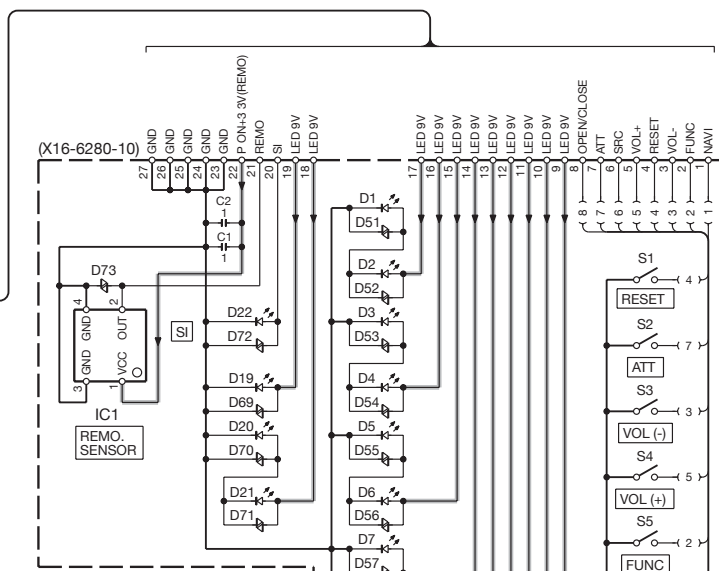 (X16-6280-10)
GND
GND
GND
GND
GND
P ON+3 3V(REMO)
REMO
SI
LED 9V
LED 9V
LED 9V
LED 9V
LED 9V
LED 9V
LED 9V
LED 9V
LED 9V
LED 9V
LED 9V
OPEN/CLOSE
ATT
SRC
VOL+
RESET
VOL-
FUNC
NAVI
27
26
25
24
23
22
21
20
19
18
17
16
15
14
13
12
11
10
9
8
7
6
5
4
3
2
1
8
7
6
5
4
3
2
1
C2
1
C1
1
D73
4
2
GND
OUT
GND
VCC
3
1
IC1
REMO.
SENSOR
SI
D22
D72
D19
D69
D20
D70
D21
D71
D1
D51
D2
D52
D3
D53
D4
D54
D5
D55
D6
D56
D7
D57
S1
4
RESET
S2
7
ATT
S3
3
VOL (-)
S4
5
VOL (+)
S5
2
FUNC